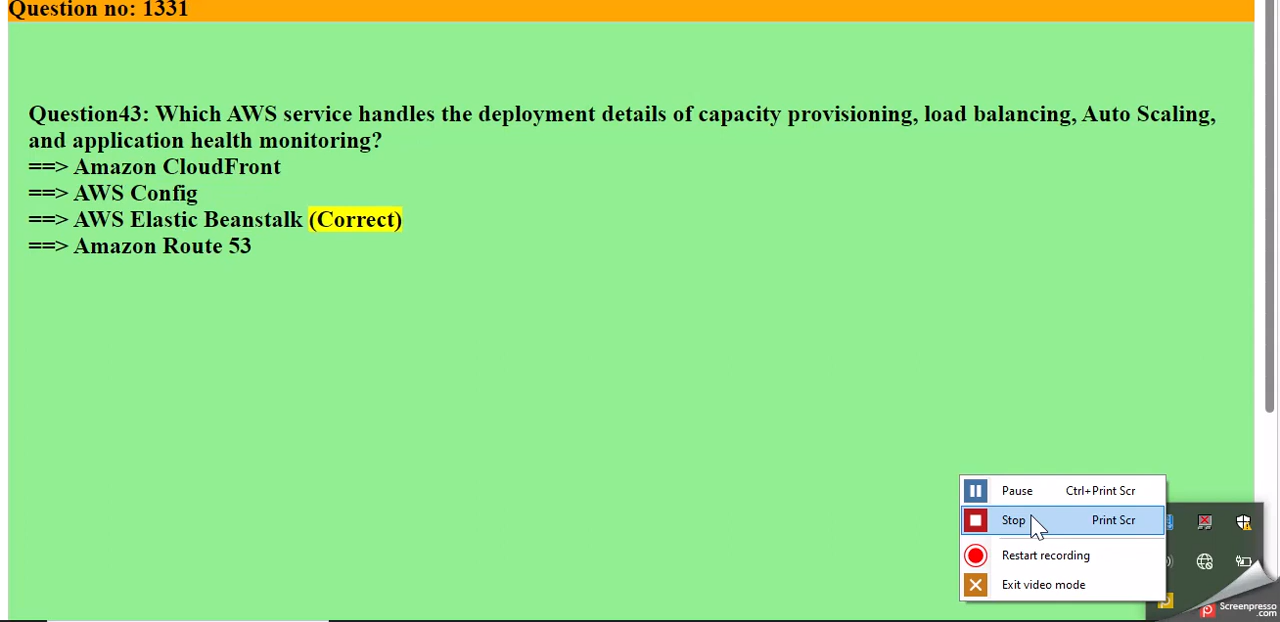 Question no: 1331
Question43: Which AWS service handles the deployment details of capacity provisioning, load balancing, Auto Scaling,
and application health monitoring?
==> Amazon CloudFront
==> AWS Config
==> AWS Elastic Beanstalk (Correct)
==> Amazon Route 53
Pause Ctrl+Print Scr
Stop Print Scr
Restart recording
Exit video mode
Screenpresso
.com